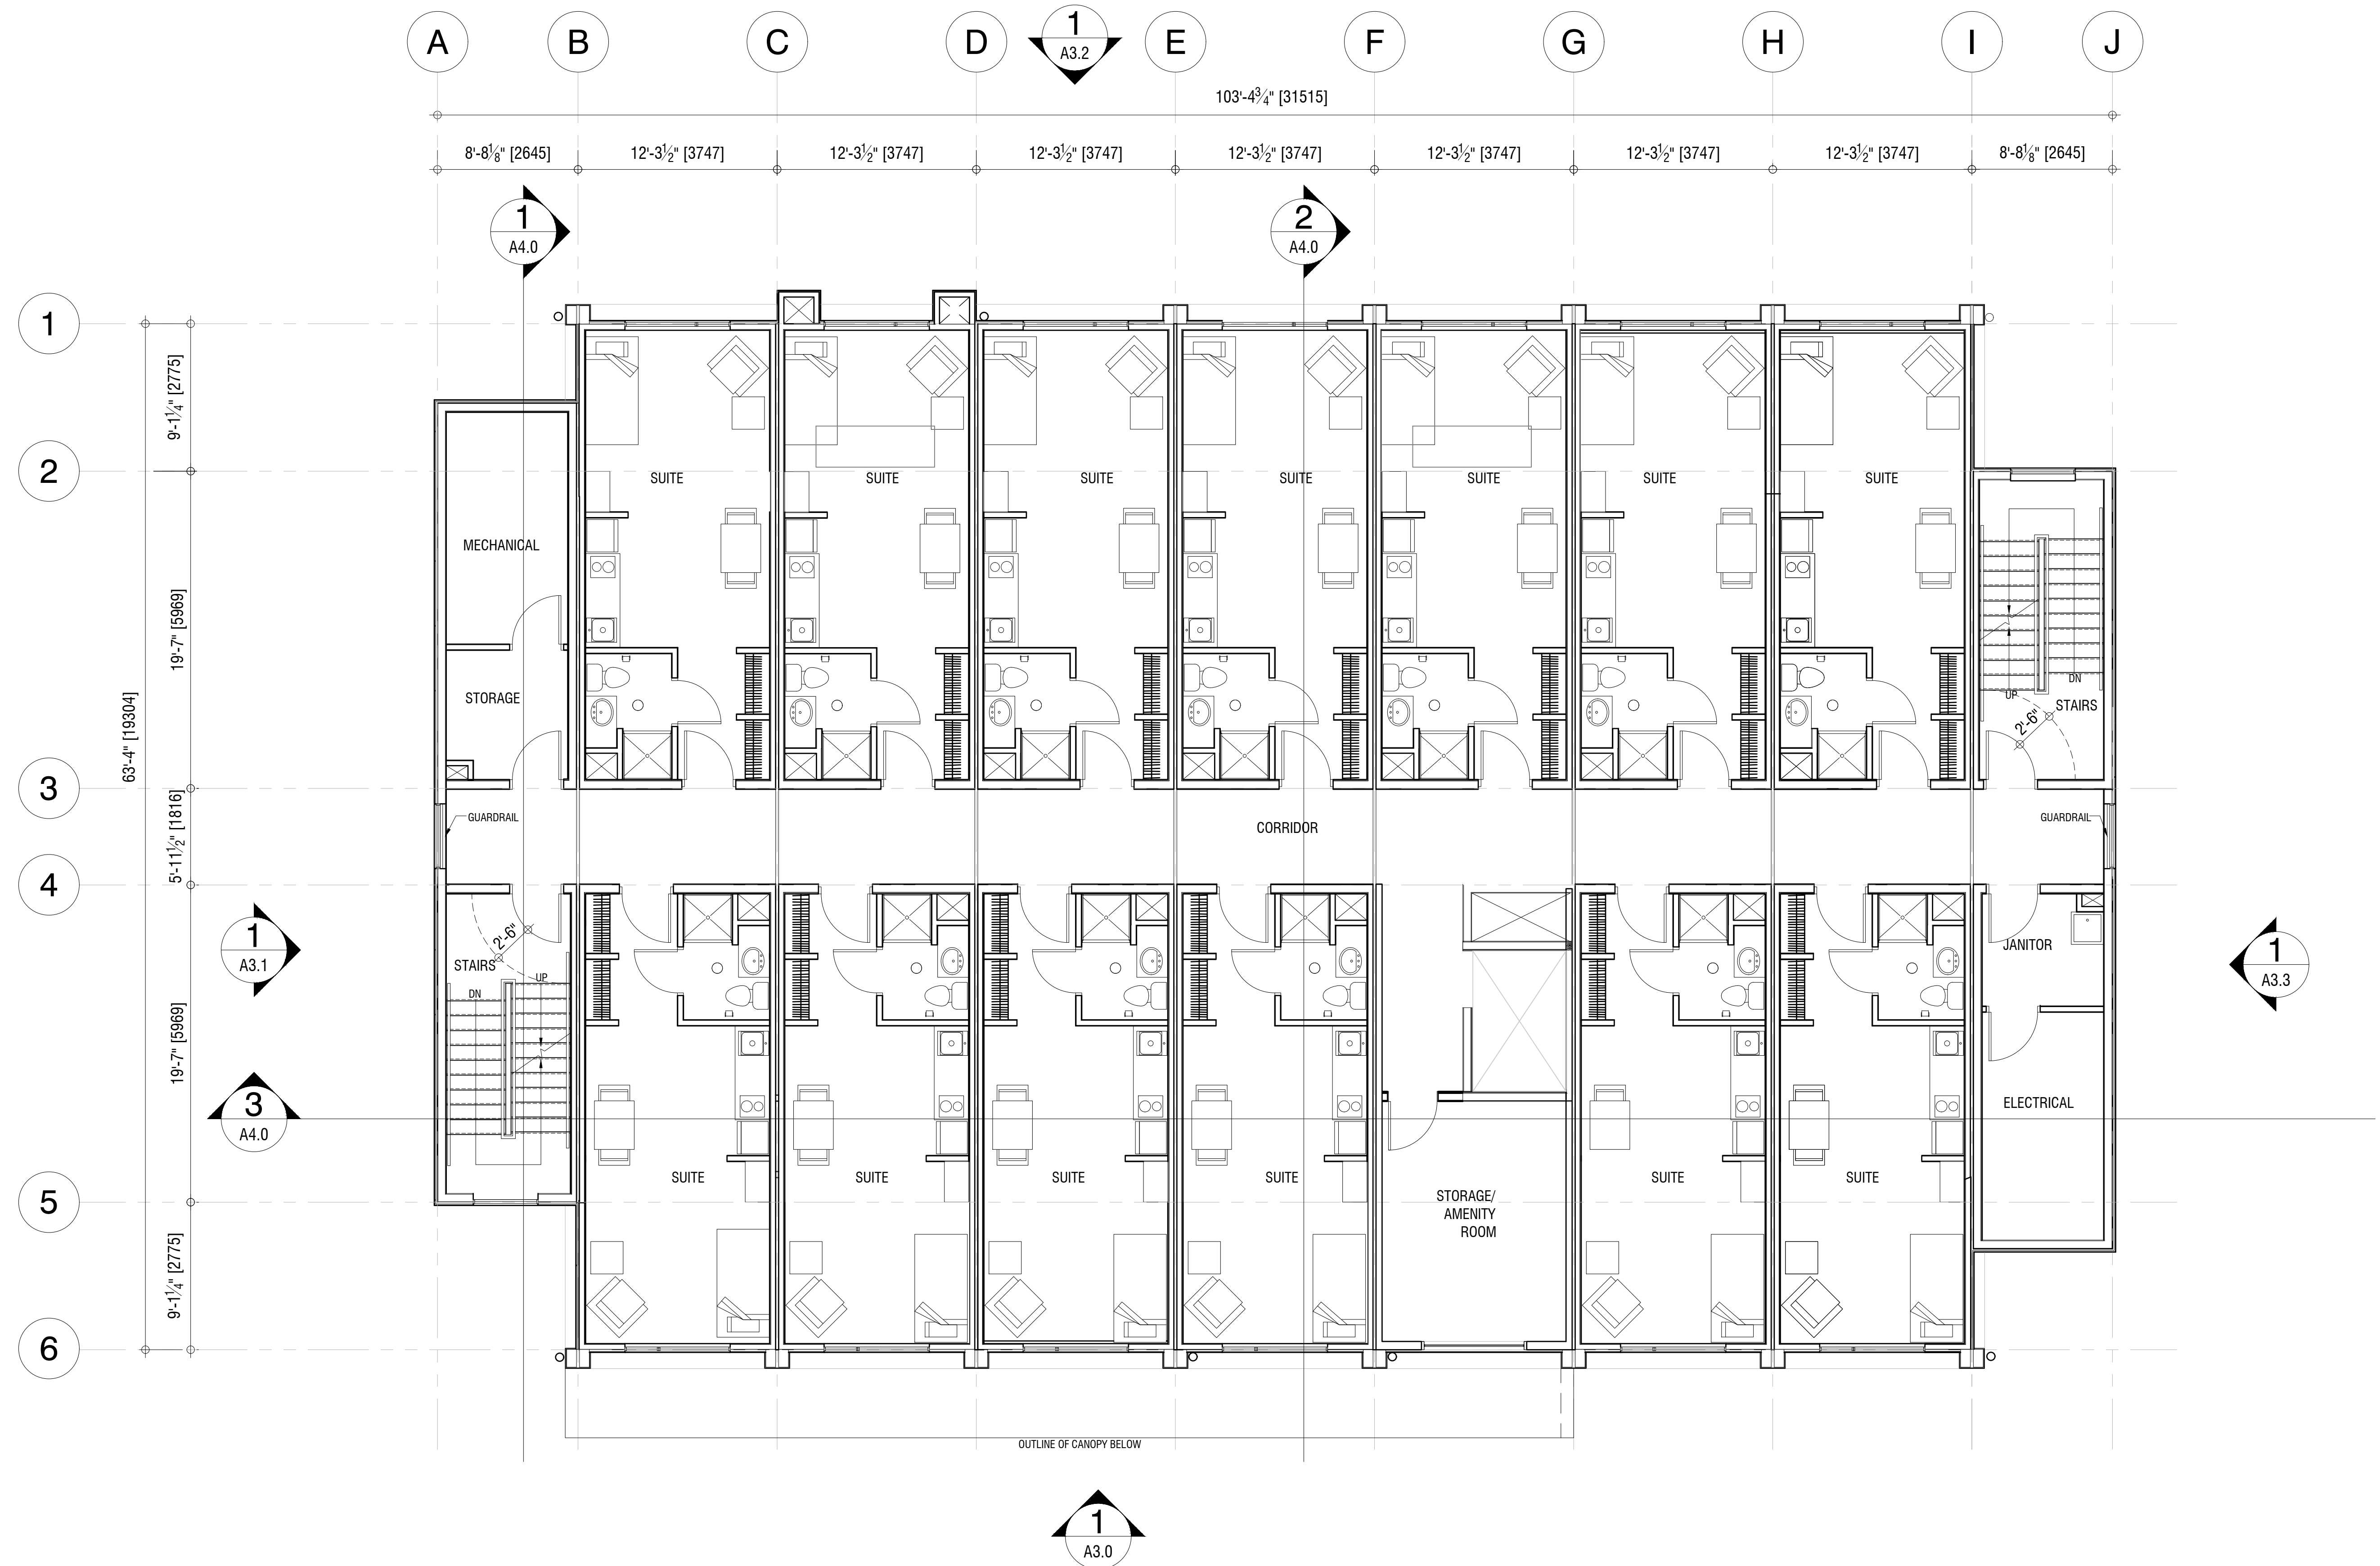 A B C D E F G H I J
1
A3.2
103'-4¾" [31515]
8'-8⅛" [2645] 12'-3½" [3747] 12'-3½" [3747] 12'-3½" [3747] 12'-3½" [3747] 12'-3½" [3747] 12'-3½" [3747] 12'-3½" [3747] 8'-8⅛" [2645]
1
A4.0
2
A4.0
1
9'-1¼" [2775]
2
SUITE SUITE SUITE SUITE SUITE SUITE SUITE
MECHANICAL
19'-7" [5969]
63'-4" [19304]
STORAGE
DN
UP
STAIRS
2'-6"
3
GUARDRAIL
CORRIDOR
GUARDRAIL
5'-11½" [1816]
4
1
A3.1
2'-6"
STAIRS
UP
DN
JANITOR
1
A3.3
19'-7" [5969]
3
A4.0
ELECTRICAL
SUITE SUITE SUITE SUITE SUITE SUITE
STORAGE/
AMENITY
ROOM
5
9'-1¼" [2775]
6
OUTLINE OF CANOPY BELOW
1
A3.0